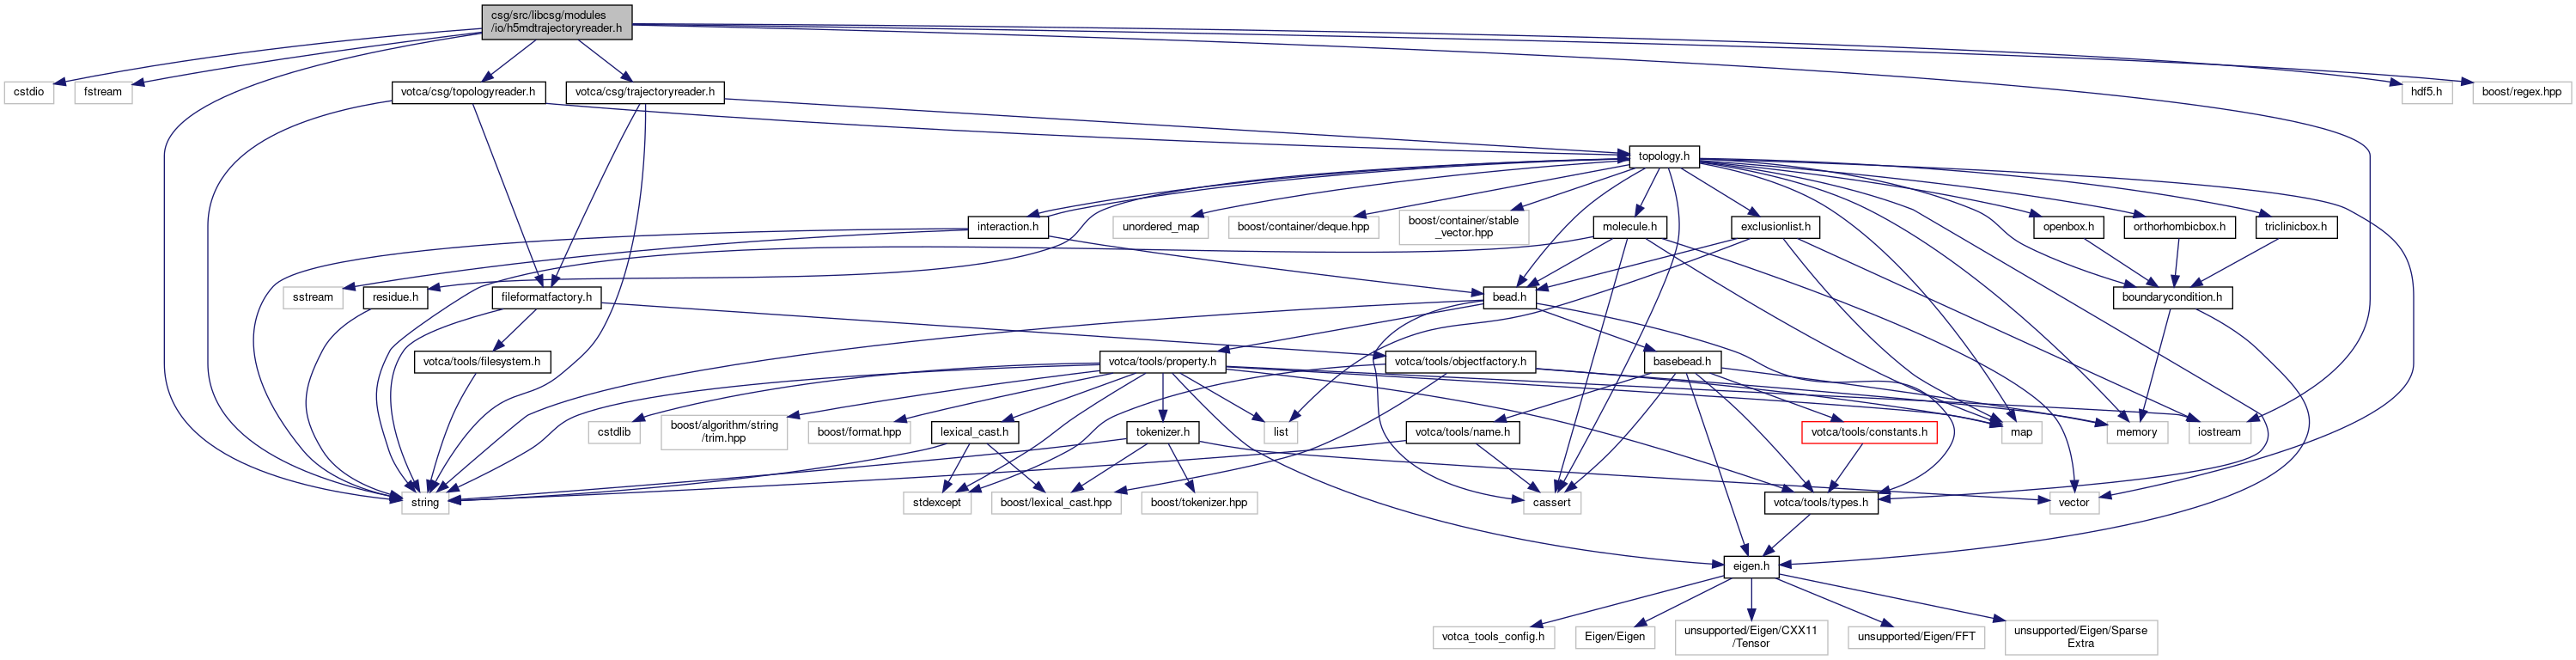 csg/src/libcsg/modules
/io/h5mdtrajectoryreader.h
cstdio
fstream
votca/csg/topologyreader.h
votca/csg/trajectoryreader.h
hdf5.h
boost/regex.hpp
topology.h
interaction.h
unordered_map
boost/container/deque.hpp
boost/container/stable
_vector.hpp
molecule.h
exclusionlist.h
openbox.h
orthorhombicbox.h
triclinicbox.h
sstream
residue.h
fileformatfactory.h
bead.h
boundarycondition.h
votca/tools/filesystem.h
votca/tools/property.h
votca/tools/objectfactory.h
basebead.h
cstdlib
boost/algorithm/string
/trim.hpp
boost/format.hpp
lexical_cast.h
tokenizer.h
list
votca/tools/name.h
votca/tools/constants.h
map
memory
iostream
string
stdexcept
boost/lexical_cast.hpp
boost/tokenizer.hpp
cassert
votca/tools/types.h
vector
eigen.h
votca_tools_config.h
Eigen/Eigen
unsupported/Eigen/CXX11
/Tensor
unsupported/Eigen/FFT
unsupported/Eigen/Sparse
Extra